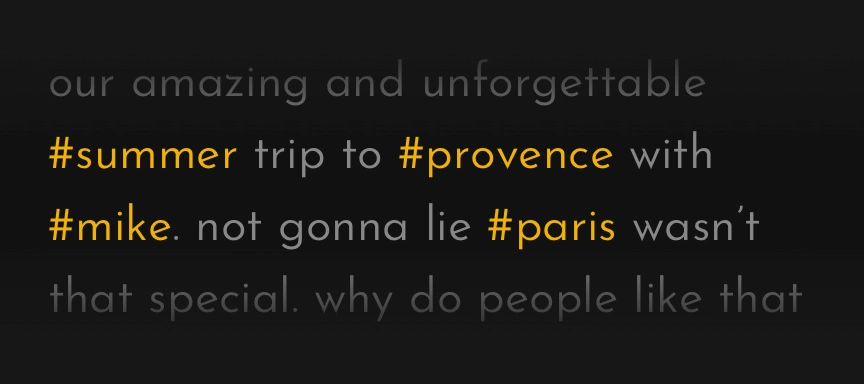 our amazing and unforgettable
#summer trip to #provence with
#mike. not gonna lie #paris wasn’t
that special. why do people like that